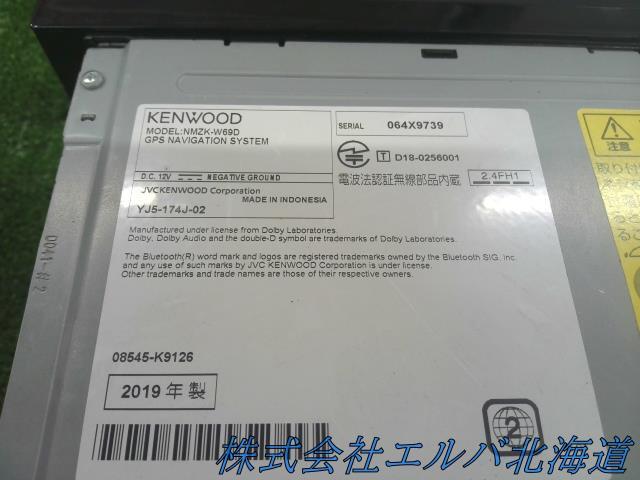 KENWOOD
MODEL:NMZK-W69D
GPS NAVIGATION SYSTEM
D.C. 12V NEGATIVE GROUND
JVCKENWOOD Corporation
MADE IN INDONESIA
YJ5-174J-02
SERIAL 064X9739
T D18-0256001
電波法認証無線部品内蔵 2.4FH1
Manufactured under license from Dolby Laboratories.
Dolby, Dolby Audio and the double-D symbol are trademarks of Dolby Laboratories.
The Bluetooth(R) word mark and logos are registered trademarks owned by the Bluetooth SIG, Inc.
and any use of such marks by JVC KENWOOD Corporation is under license.
Other trademarks and trade names are those of their respective owners.
08545-K9126
2019年製
2
注意
取り付
株式会社エルバ北海道